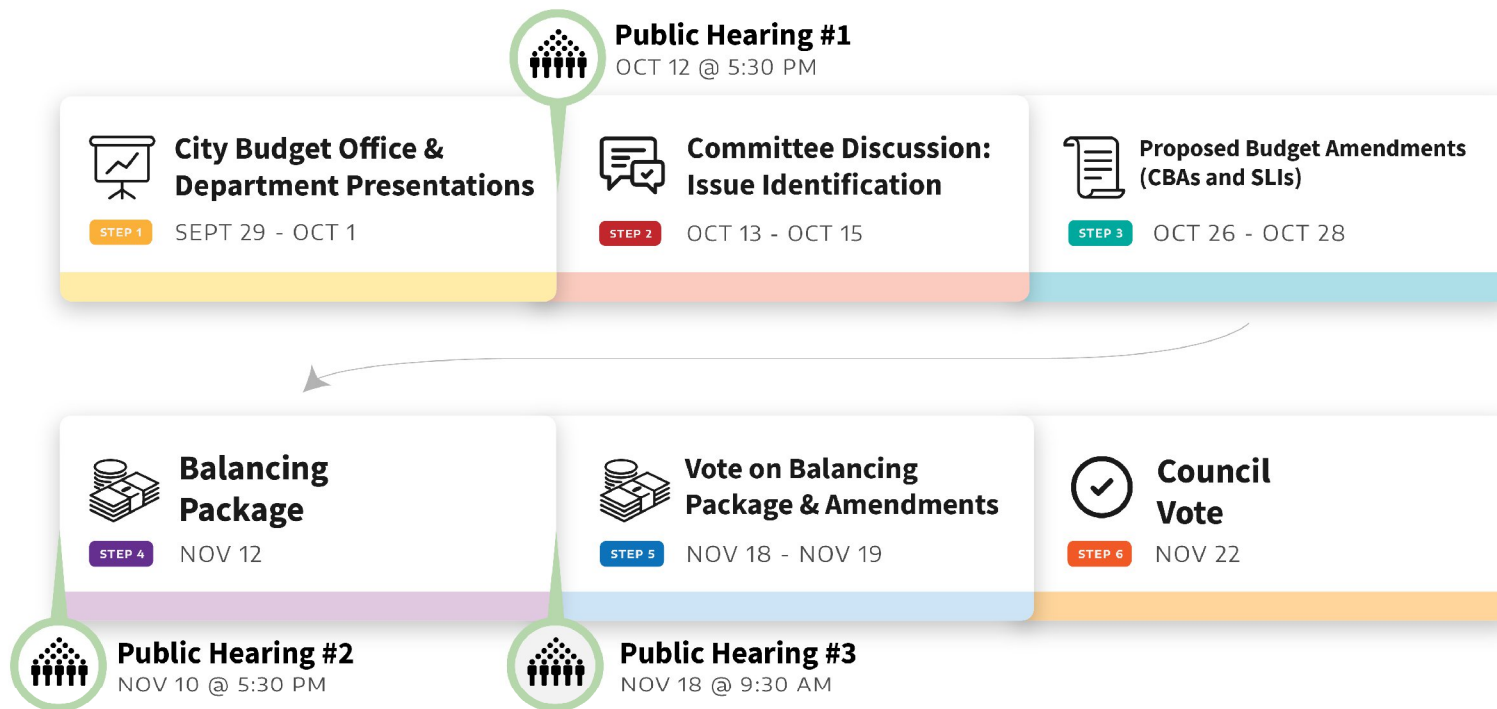 Public Hearing #1
OCT 12 @ 5:30 PM
City Budget Office &
Department Presentations
STEP 1
SEPT 29 - OCT 1
Committee Discussion:
Issue Identification
STEP 2
OCT 13 - OCT 15
Proposed Budget Amendments
(CBAs and SLIs)
STEP 3
OCT 26 - OCT 28
Balancing
Package
STEP 4
NOV 12
Vote on Balancing
Package & Amendments
STEP 5
NOV 18 - NOV 19
Council
Vote
STEP 6
NOV 22
Public Hearing #2
NOV 10 @ 5:30 PM
Public Hearing #3
NOV 18 @ 9:30 AM